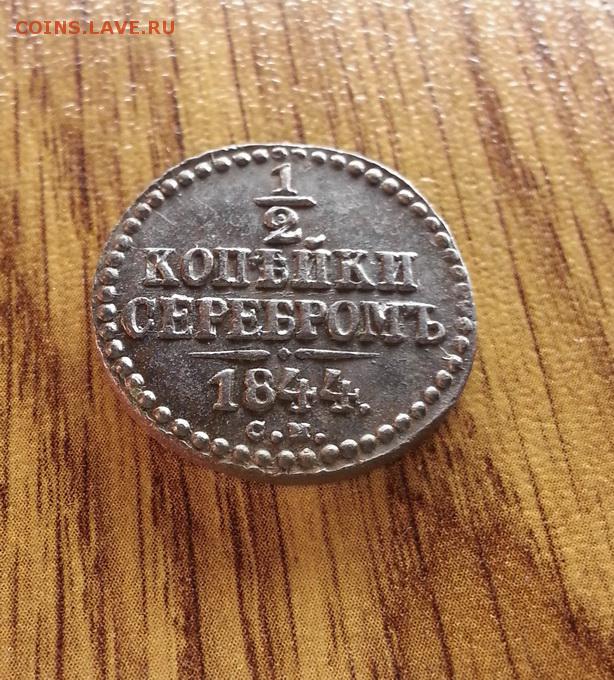 COINS.LAVE.RU
1
2
КОПѢЙКИ
СЕРЕБРОМЪ
1844.
С.М.